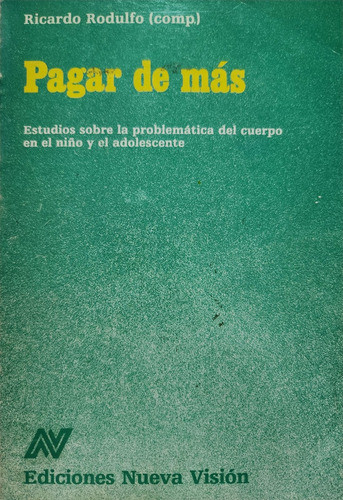 Ricardo Rodulfo (comp.)
Pagar de más
Estudios sobre la problemática del cuerpo
en el niño y el adolescente
NV
Ediciones Nueva Visión